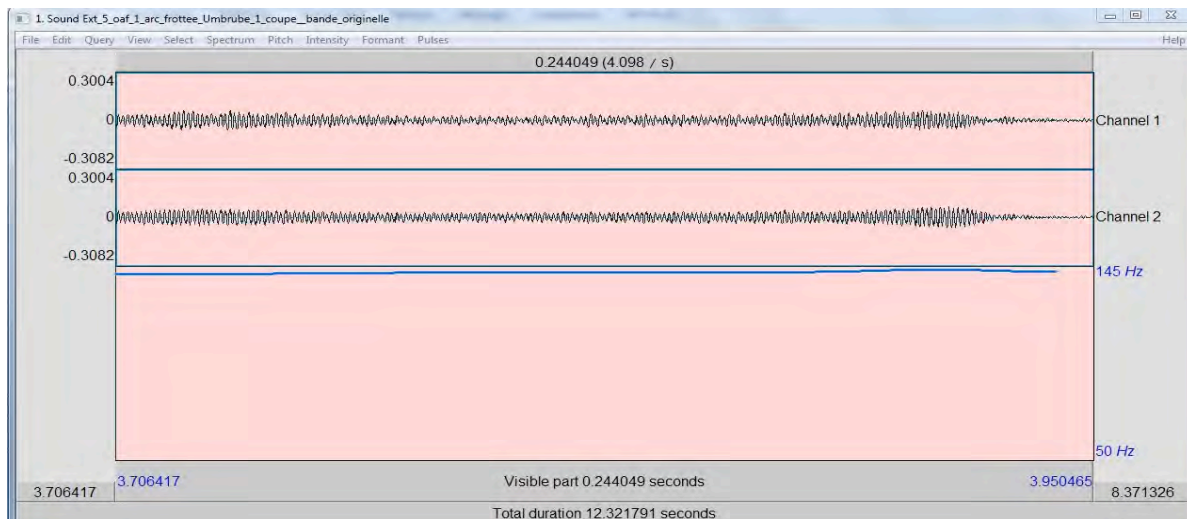 1. Sound Ext_5_oaf_1_arc_frottee_Umbrube_1_coupe__bande_originelle
File Edit Query View Select Spectrum Pitch Intensity Formant Pulses Help
0.244049 (4.098 / s)
0.3004
0
Channel 1
-0.3082
0.3004
0
Channel 2
-0.3082
145 Hz
50 Hz
3.706417 Visible part 0.244049 seconds 3.950465
3.706417 8.371326
Total duration 12.321791 seconds